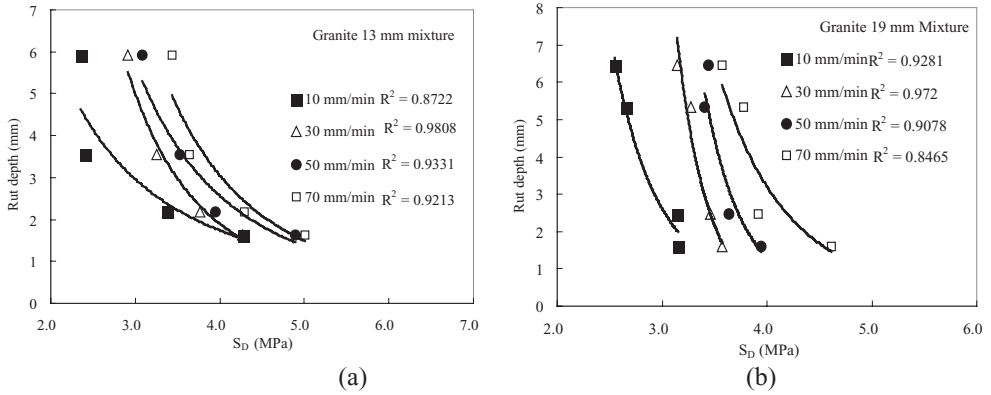 7
6
5
4
3
2
1
0
Rut depth (mm)
Granite 13 mm mixture
10 mm/min R² = 0.8722
30 mm/min R² = 0.9808
50 mm/min R² = 0.9331
70 mm/min R² = 0.9213
2.0 3.0 4.0 5.0 6.0 7.0
S_D (MPa)
(a)
8
7
6
5
4
3
2
1
0
Rut depth (mm)
Granite 19 mm Mixture
10 mm/min R² = 0.9281
30 mm/min R² = 0.972
50 mm/min R² = 0.9078
70 mm/min R² = 0.8465
2.0 3.0 4.0 5.0 6.0
S_D (MPa)
(b)